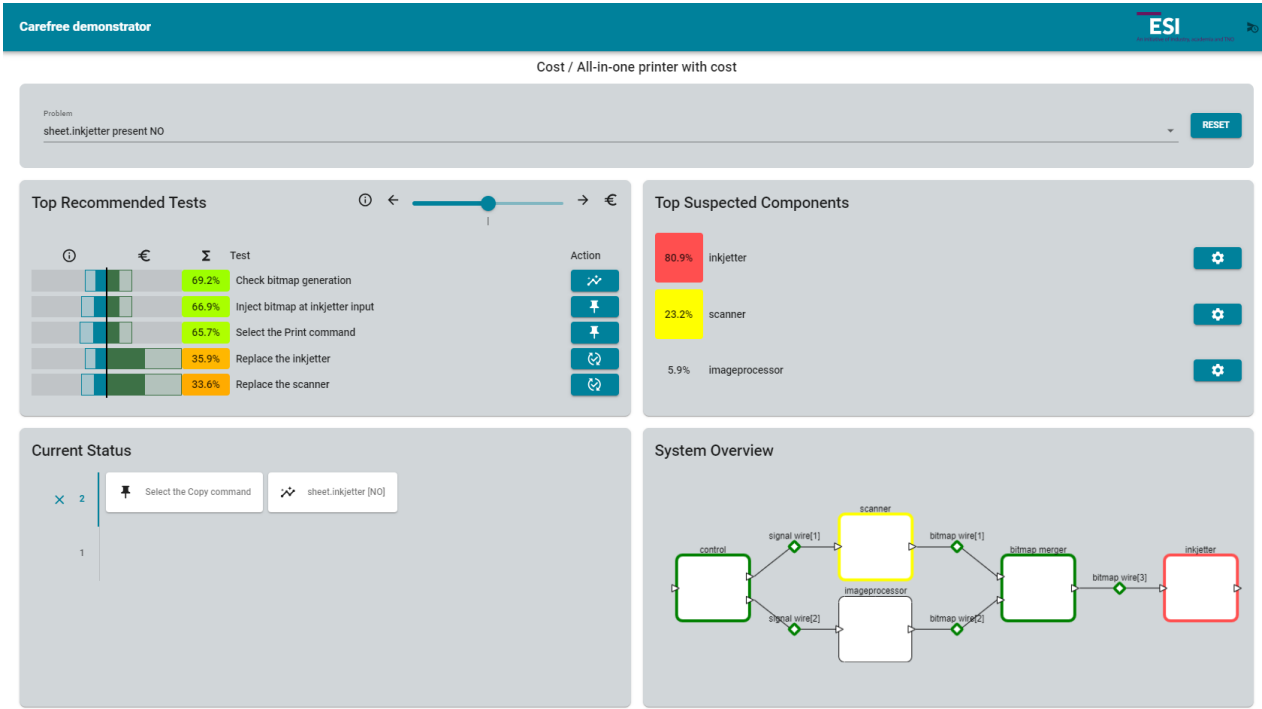 Carefree demonstrator
ESI
Cost / All-in-one printer with cost
Problem
sheet.inkjetter present NO
RESET
Top Recommended Tests
€
€ Σ Test Action
69.2% Check bitmap generation
66.9% Inject bitmap at inkjetter input
65.7% Select the Print command
35.9% Replace the inkjetter
33.6% Replace the scanner
Top Suspected Components
80.9% inkjetter
23.2% scanner
5.9% imageprocessor
Current Status
2 Select the Copy command sheet.inkjetter [NO]
1
System Overview
scanner
signal wire[1] bitmap wire[1]
control bitmap merger inkjetter
bitmap wire[3]
imageprocessor
signal wire[2] bitmap wire[2]